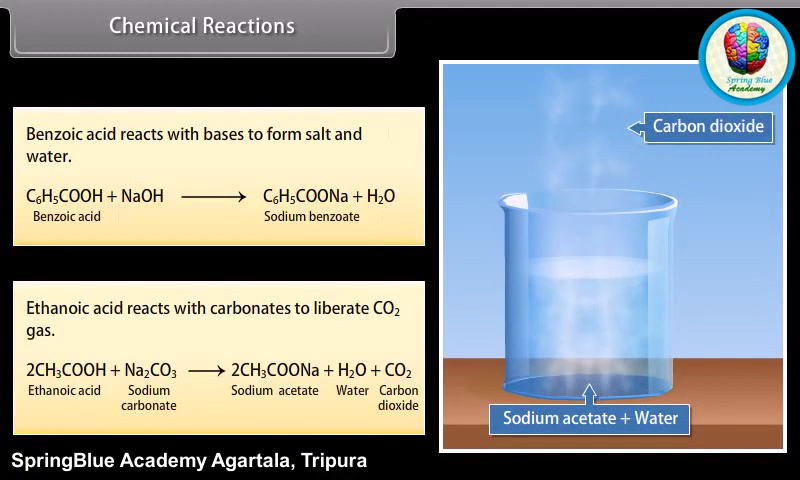 Chemical Reactions
Spring Blue
Academy
Benzoic acid reacts with bases to form salt and
water.
C₆H₅COOH + NaOH ⟶ C₆H₅COONa + H₂O
Benzoic acid Sodium benzoate
Carbon dioxide
Ethanoic acid reacts with carbonates to liberate CO₂
gas.
2CH₃COOH + Na₂CO₃ ⟶ 2CH₃COONa + H₂O + CO₂
Ethanoic acid Sodium Sodium acetate Water Carbon
carbonate dioxide
Sodium acetate + Water
SpringBlue Academy Agartala, Tripura